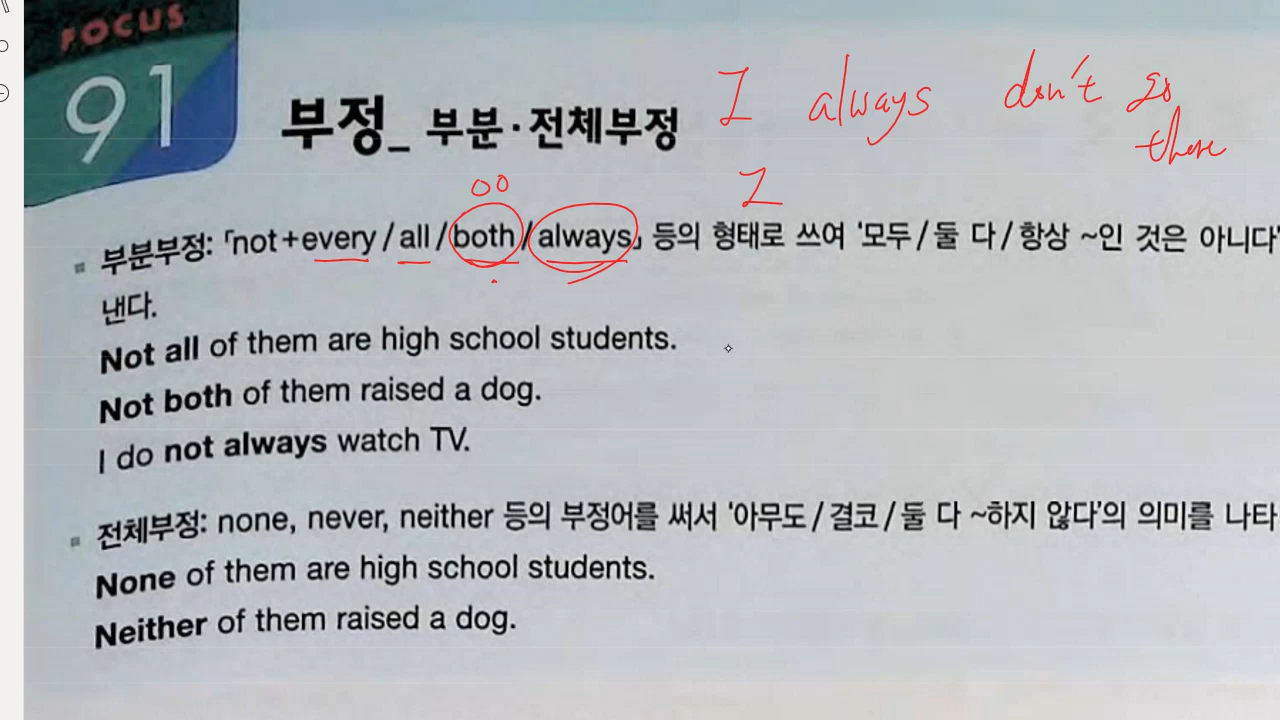 FOCUS
91
부정_ 부분·전체부정
I always don't go
there
I
부분부정: 「not+every / all / both / always」 등의 형태로 쓰여 '모두 / 둘 다 / 항상 ~인 것은 아니다'
낸다.
Not all of them are high school students.
Not both of them raised a dog.
I do not always watch TV.
전체부정: none, never, neither 등의 부정어를 써서 '아무도 / 결코 / 둘 다 ~하지 않다'의 의미를 나타
None of them are high school students.
Neither of them raised a dog.